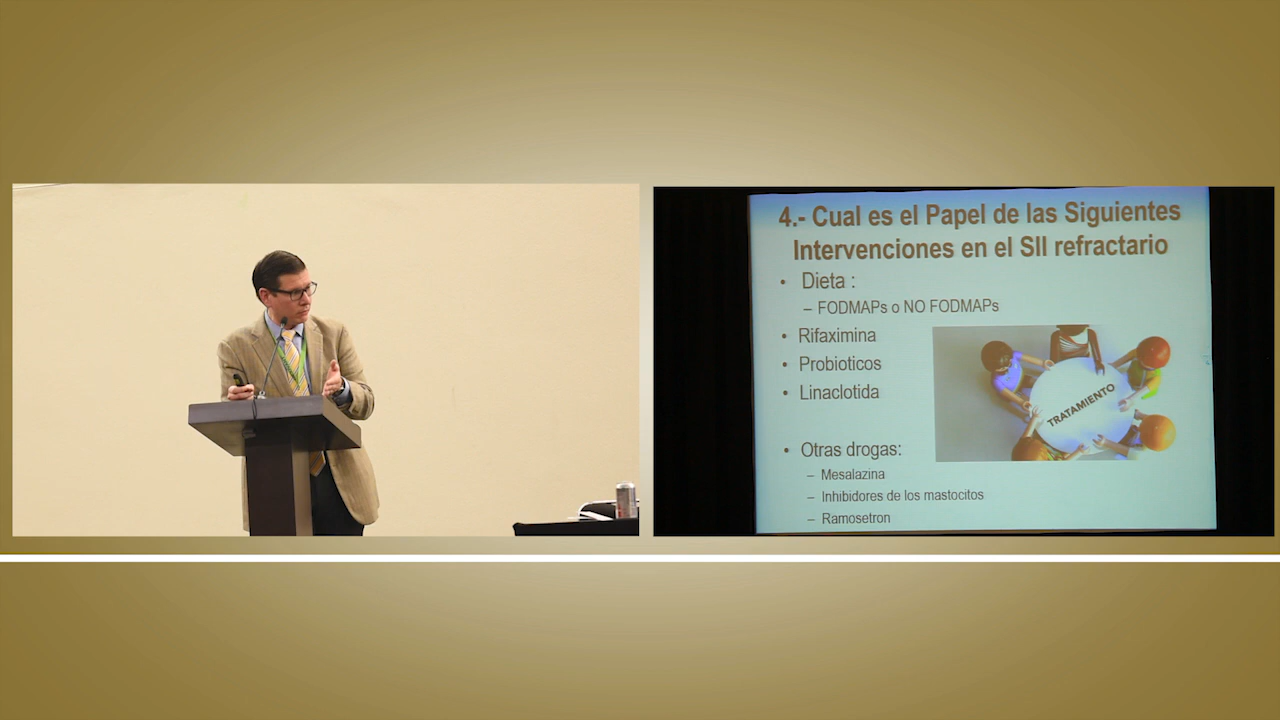 4.- Cual es el Papel de las Siguientes
Intervenciones en el SII refractario
• Dieta :
– FODMAPs o NO FODMAPs
• Rifaximina
• Probioticos
• Linaclotida
TRATAMIENTO
• Otras drogas:
– Mesalazina
– Inhibidores de los mastocitos
– Ramosetron